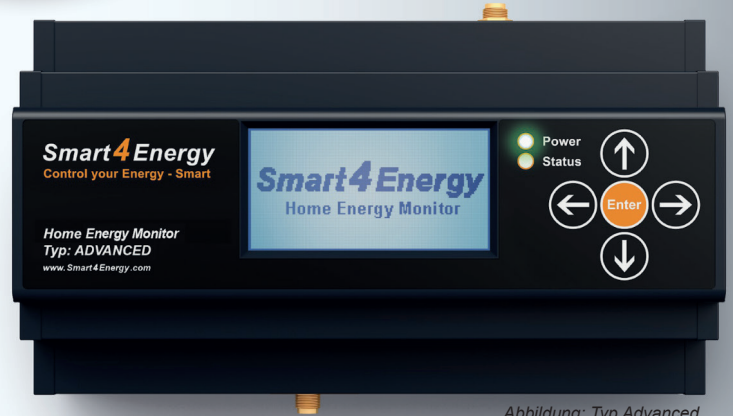 Smart4Energy
Control your Energy - Smart
Home Energy Monitor
Typ: ADVANCED
www.Smart4Energy.com
Smart4Energy
Home Energy Monitor
Power
Status
Enter
Abbildung: Typ Advanced